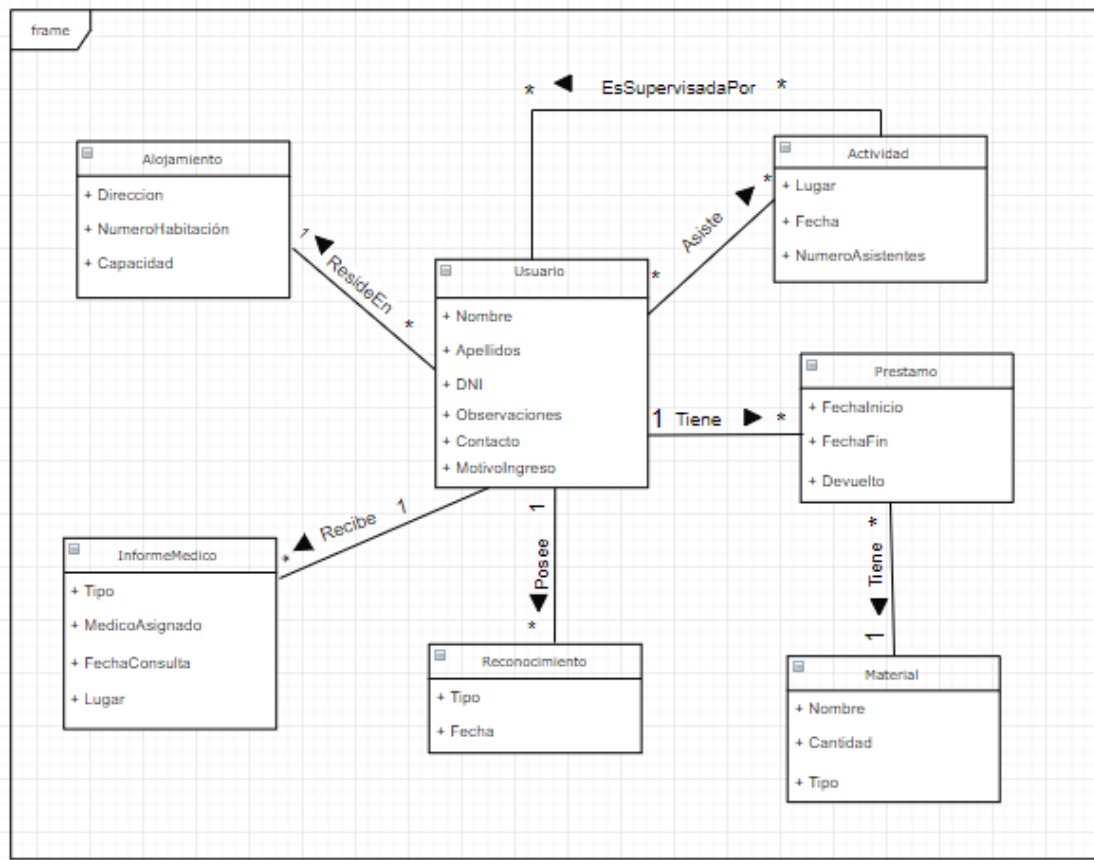 frame
* EsSupervisadaPor *
Alojamiento
+ Direccion
+ NumeroHabitación
+ Capacidad
Actividad
+ Lugar
+ Fecha
+ NumeroAsistentes
1 ResideEn *
* Asiste *
Usuario
+ Nombre
+ Apellidos
+ DNI
+ Observaciones
+ Contacto
+ MotivoIngreso
1 Tiene *
Prestamo
+ FechaInicio
+ FechaFin
+ Devuelto
* Recibe 1
1 Posee *
* Tiene 1
InformeMedico
+ Tipo
+ MedicoAsignado
+ FechaConsulta
+ Lugar
Reconocimiento
+ Tipo
+ Fecha
Material
+ Nombre
+ Cantidad
+ Tipo